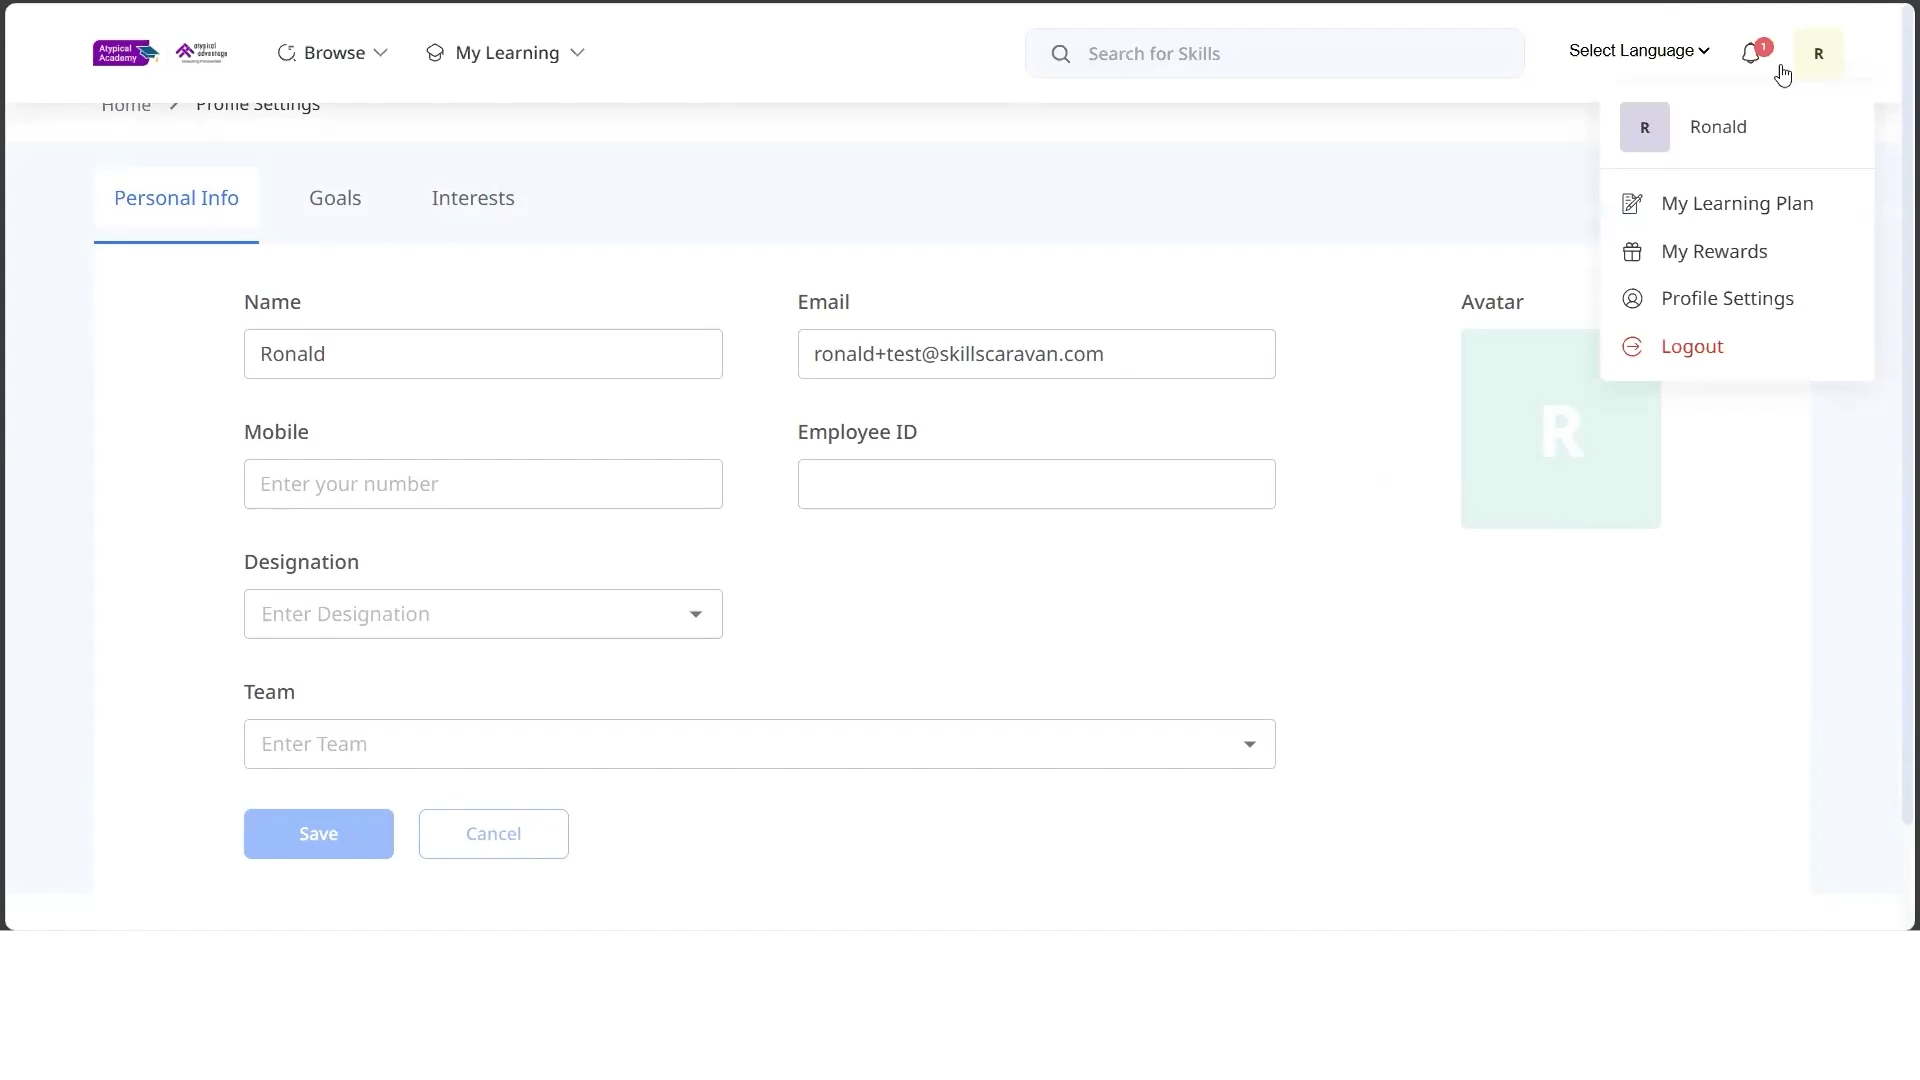 Atypical
Academy
atypical
advantage
Browse
My Learning
Search for Skills
Select Language
1
R
Home
Profile Settings
R
Ronald
My Learning Plan
My Rewards
Profile Settings
Logout
Personal Info
Goals
Interests
Name
Email
Avatar
Ronald
ronald+test@skillscaravan.com
R
Mobile
Employee ID
Enter your number
Designation
Enter Designation
Team
Enter Team
Save
Cancel